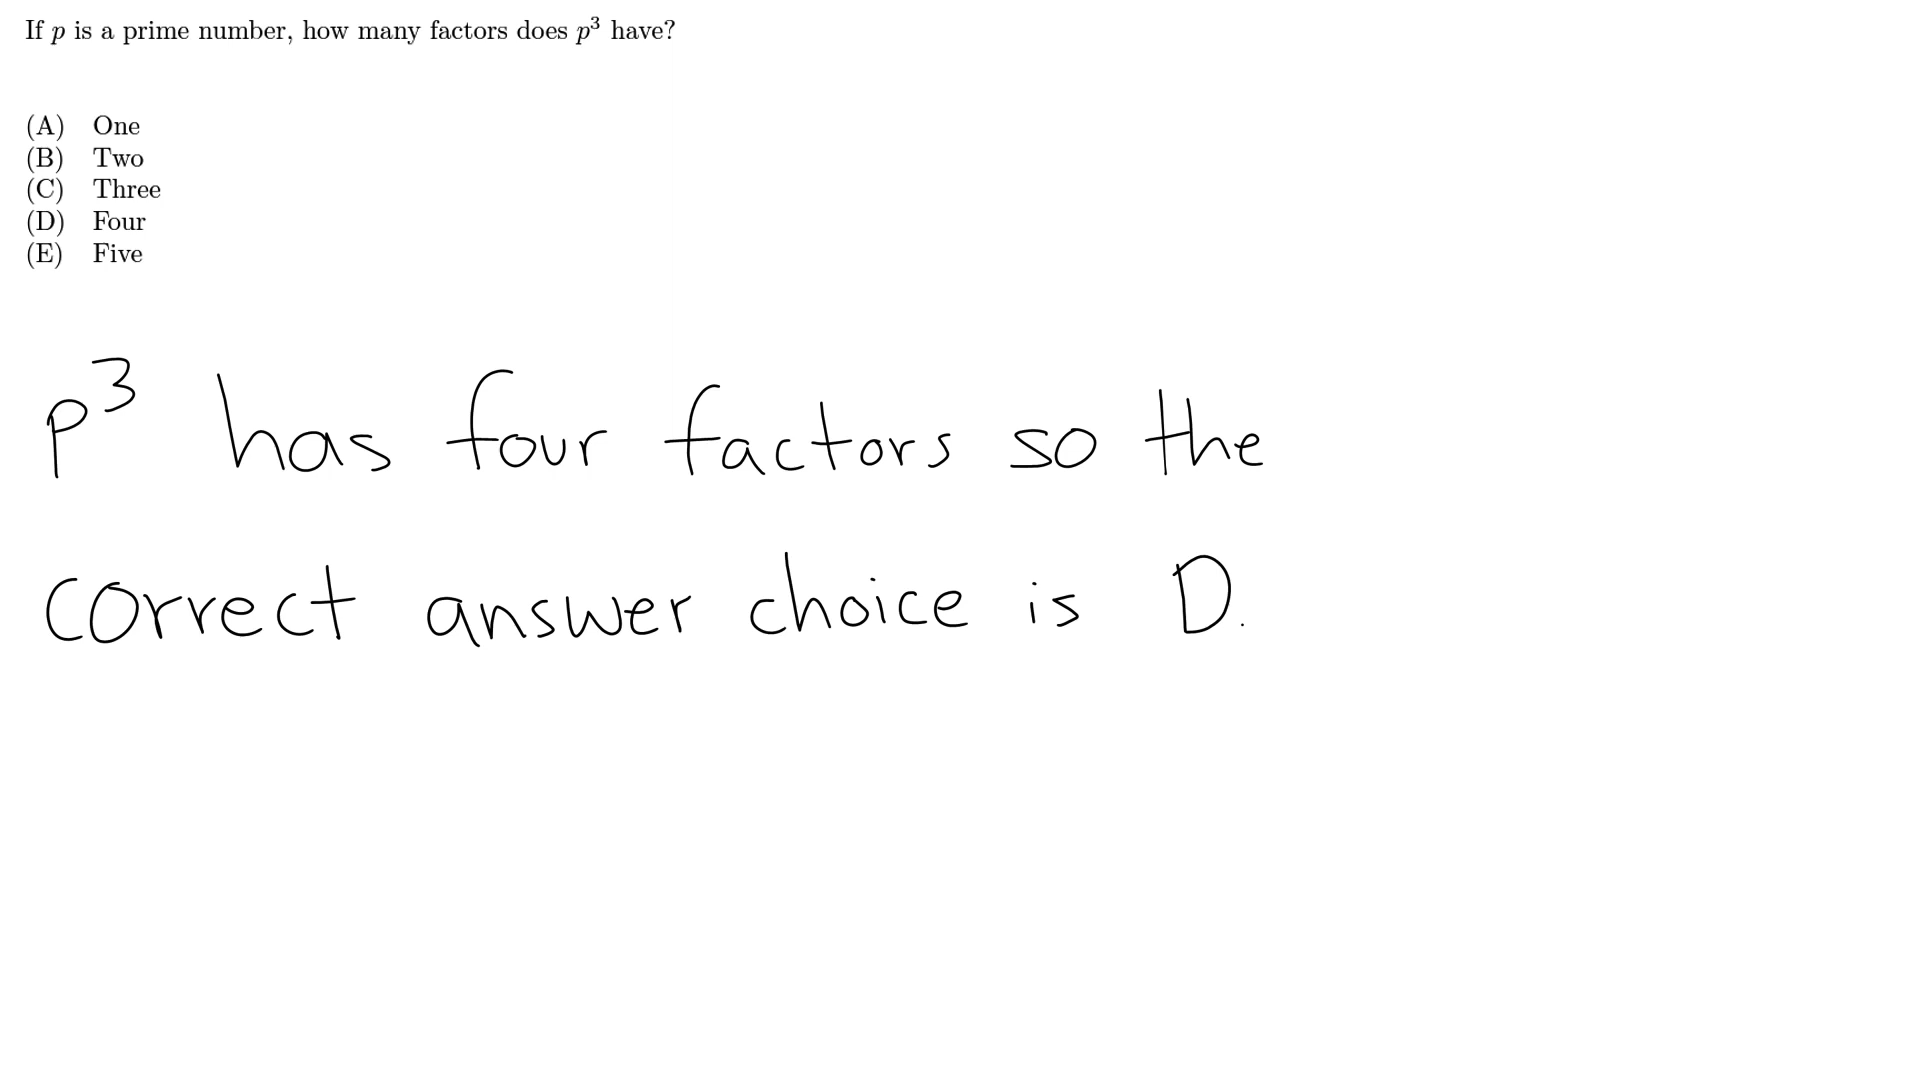 If p is a prime number, how many factors does p³ have?
(A) One
(B) Two
(C) Three
(D) Four
(E) Five
p³ has four factors so the
correct answer choice is D.